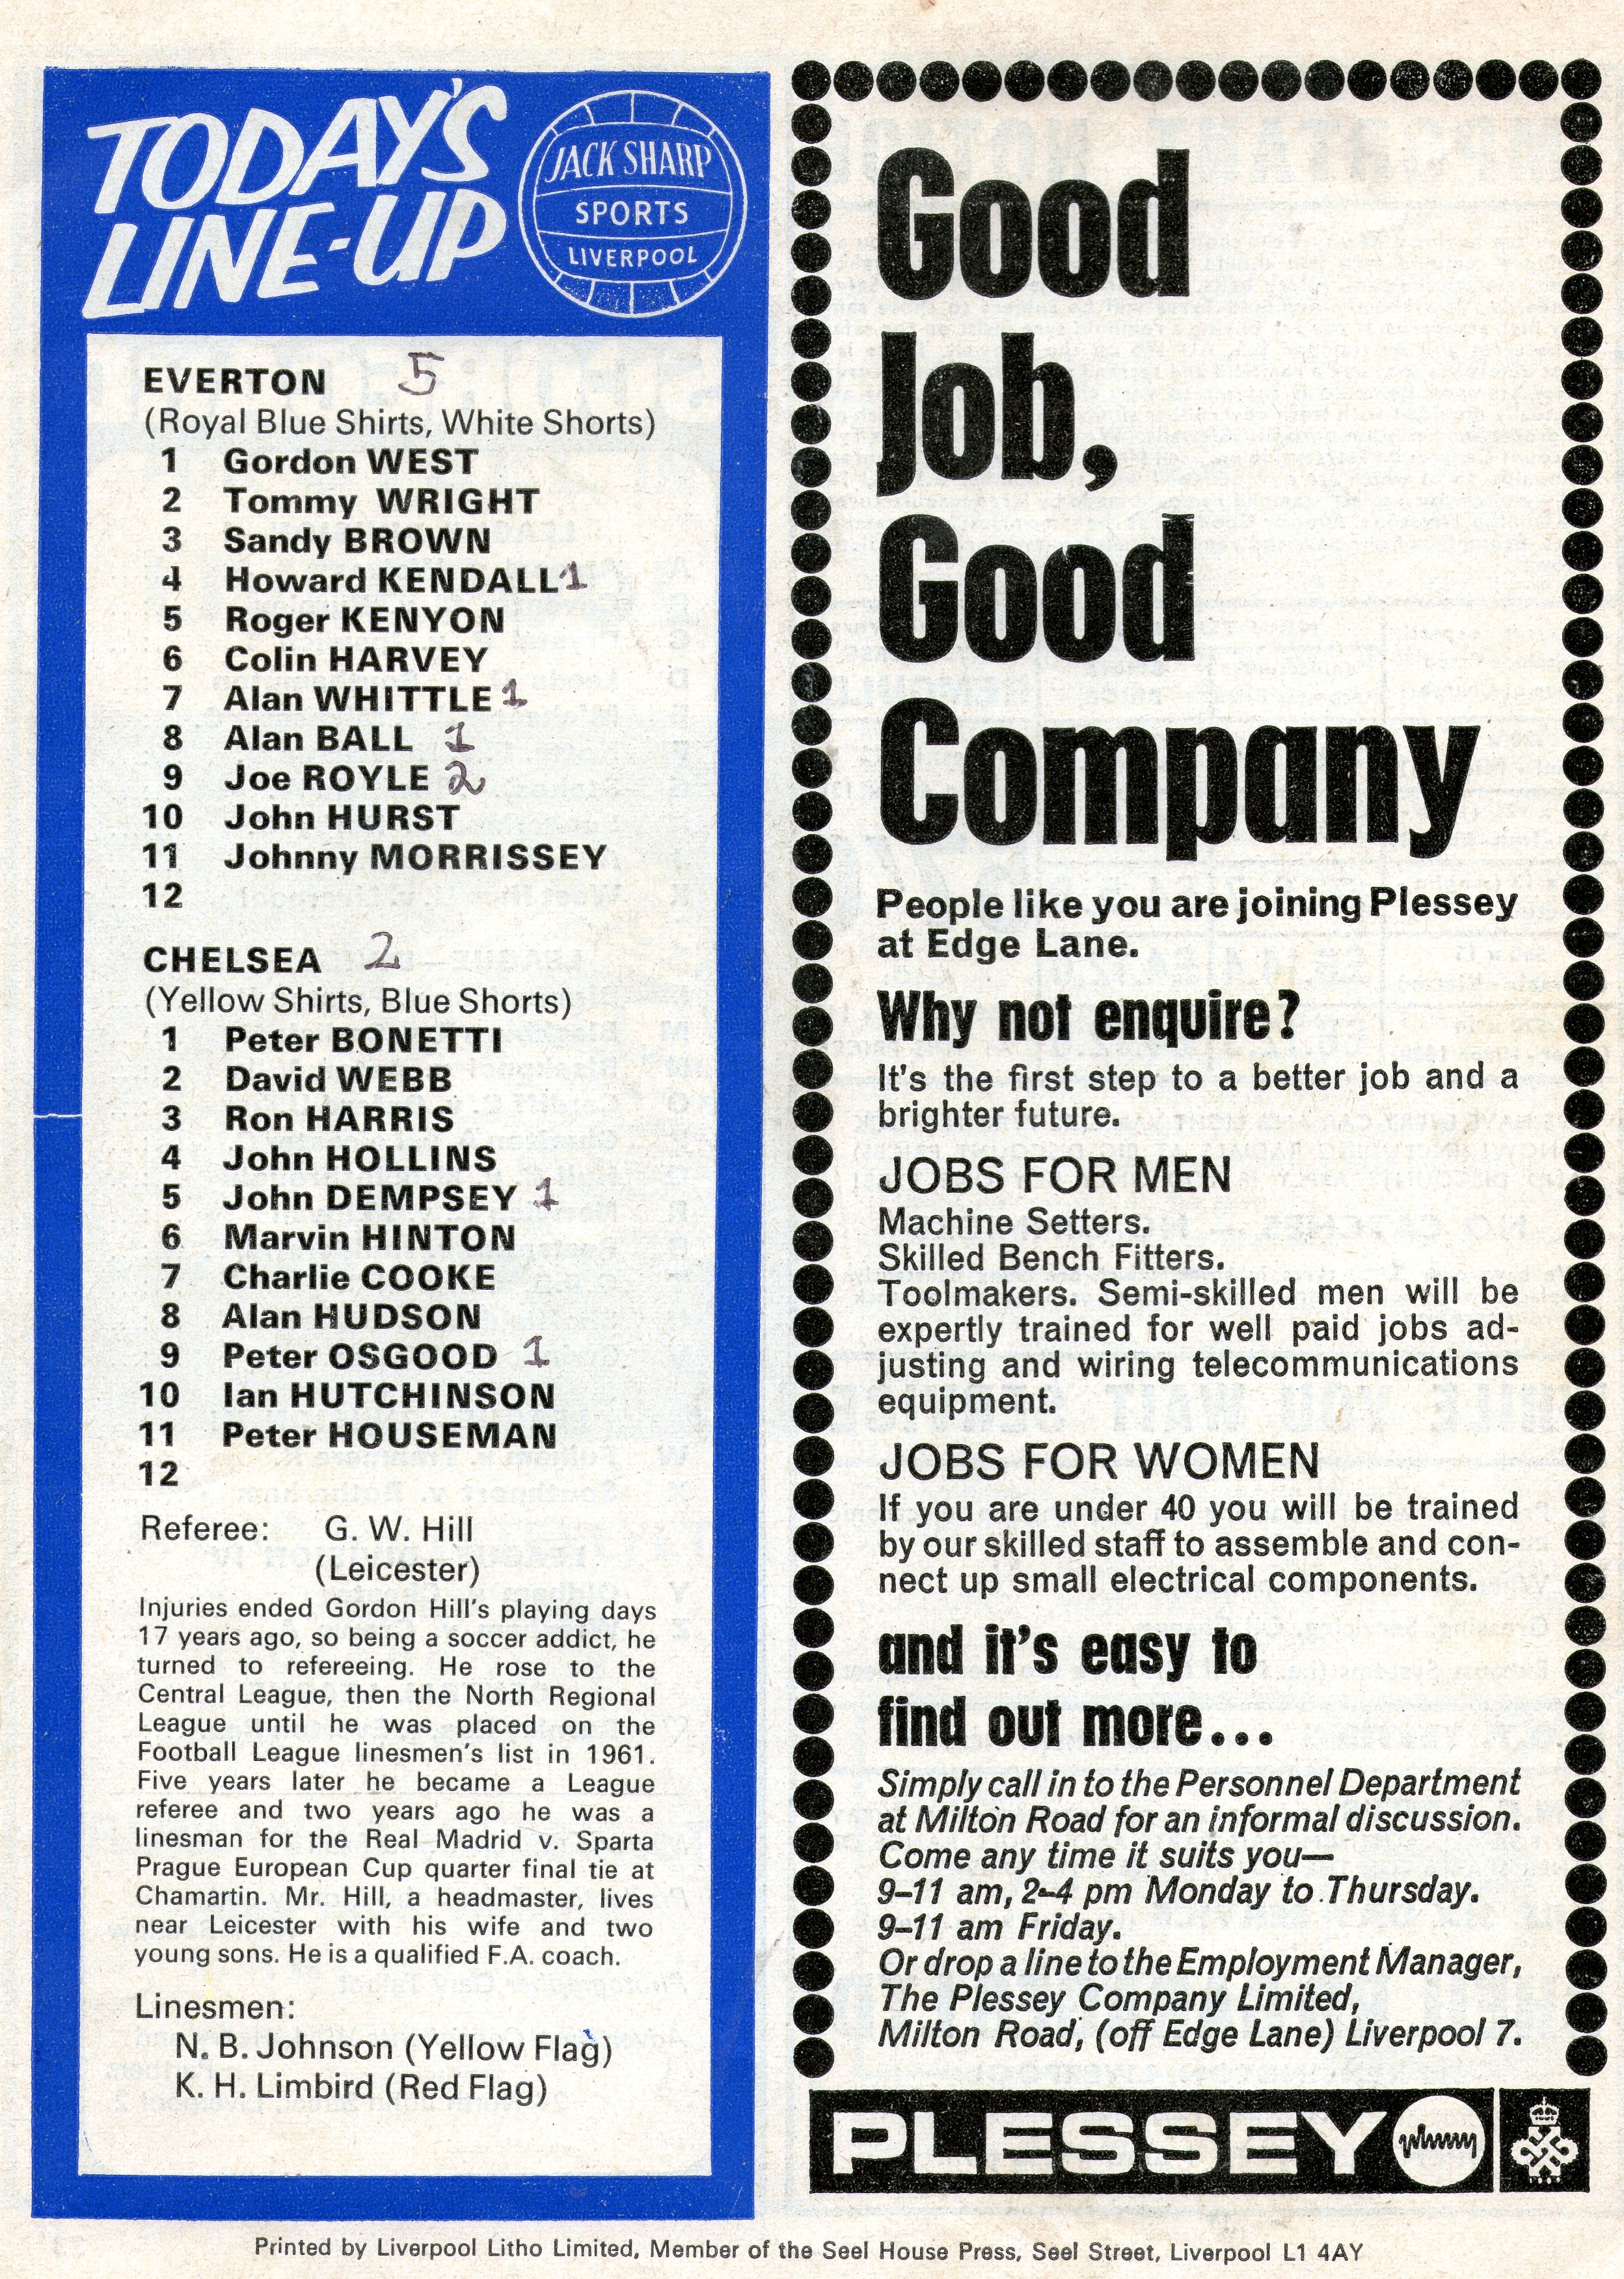 TODAY'S
LINE-UP
JACK SHARP
SPORTS
LIVERPOOL
EVERTON 5
(Royal Blue Shirts, White Shorts)
1 Gordon WEST
2 Tommy WRIGHT
3 Sandy BROWN
4 Howard KENDALL 1
5 Roger KENYON
6 Colin HARVEY
7 Alan WHITTLE 1
8 Alan BALL 1
9 Joe ROYLE 2
10 John HURST
11 Johnny MORRISSEY
12
CHELSEA 2
(Yellow Shirts, Blue Shorts)
1 Peter BONETTI
2 David WEBB
3 Ron HARRIS
4 John HOLLINS
5 John DEMPSEY 1
6 Marvin HINTON
7 Charlie COOKE
8 Alan HUDSON
9 Peter OSGOOD 1
10 Ian HUTCHINSON
11 Peter HOUSEMAN
12
Referee: G. W. Hill
(Leicester)
Injuries ended Gordon Hill's playing days
17 years ago, so being a soccer addict, he
turned to refereeing. He rose to the
Central League, then the North Regional
League until he was placed on the
Football League linesmen's list in 1961.
Five years later he became a League
referee and two years ago he was a
linesman for the Real Madrid v. Sparta
Prague European Cup quarter final tie at
Chamartin. Mr. Hill, a headmaster, lives
near Leicester with his wife and two
young sons. He is a qualified F.A. coach.
Linesmen:
N. B. Johnson (Yellow Flag)
K. H. Limbird (Red Flag)
Good
Job,
Good
Company
People like you are joining Plessey
at Edge Lane.
Why not enquire?
It's the first step to a better job and a
brighter future.
JOBS FOR MEN
Machine Setters.
Skilled Bench Fitters.
Toolmakers. Semi-skilled men will be
expertly trained for well paid jobs ad-
justing and wiring telecommunications
equipment.
JOBS FOR WOMEN
If you are under 40 you will be trained
by our skilled staff to assemble and con-
nect up small electrical components.
and it's easy to
find out more...
Simply call in to the Personnel Department
at Milton Road for an informal discussion.
Come any time it suits you—
9–11 am, 2–4 pm Monday to Thursday.
9–11 am Friday.
Or drop a line to the Employment Manager,
The Plessey Company Limited,
Milton Road, (off Edge Lane) Liverpool 7.
PLESSEY
Printed by Liverpool Litho Limited, Member of the Seel House Press, Seel Street, Liverpool L1 4AY